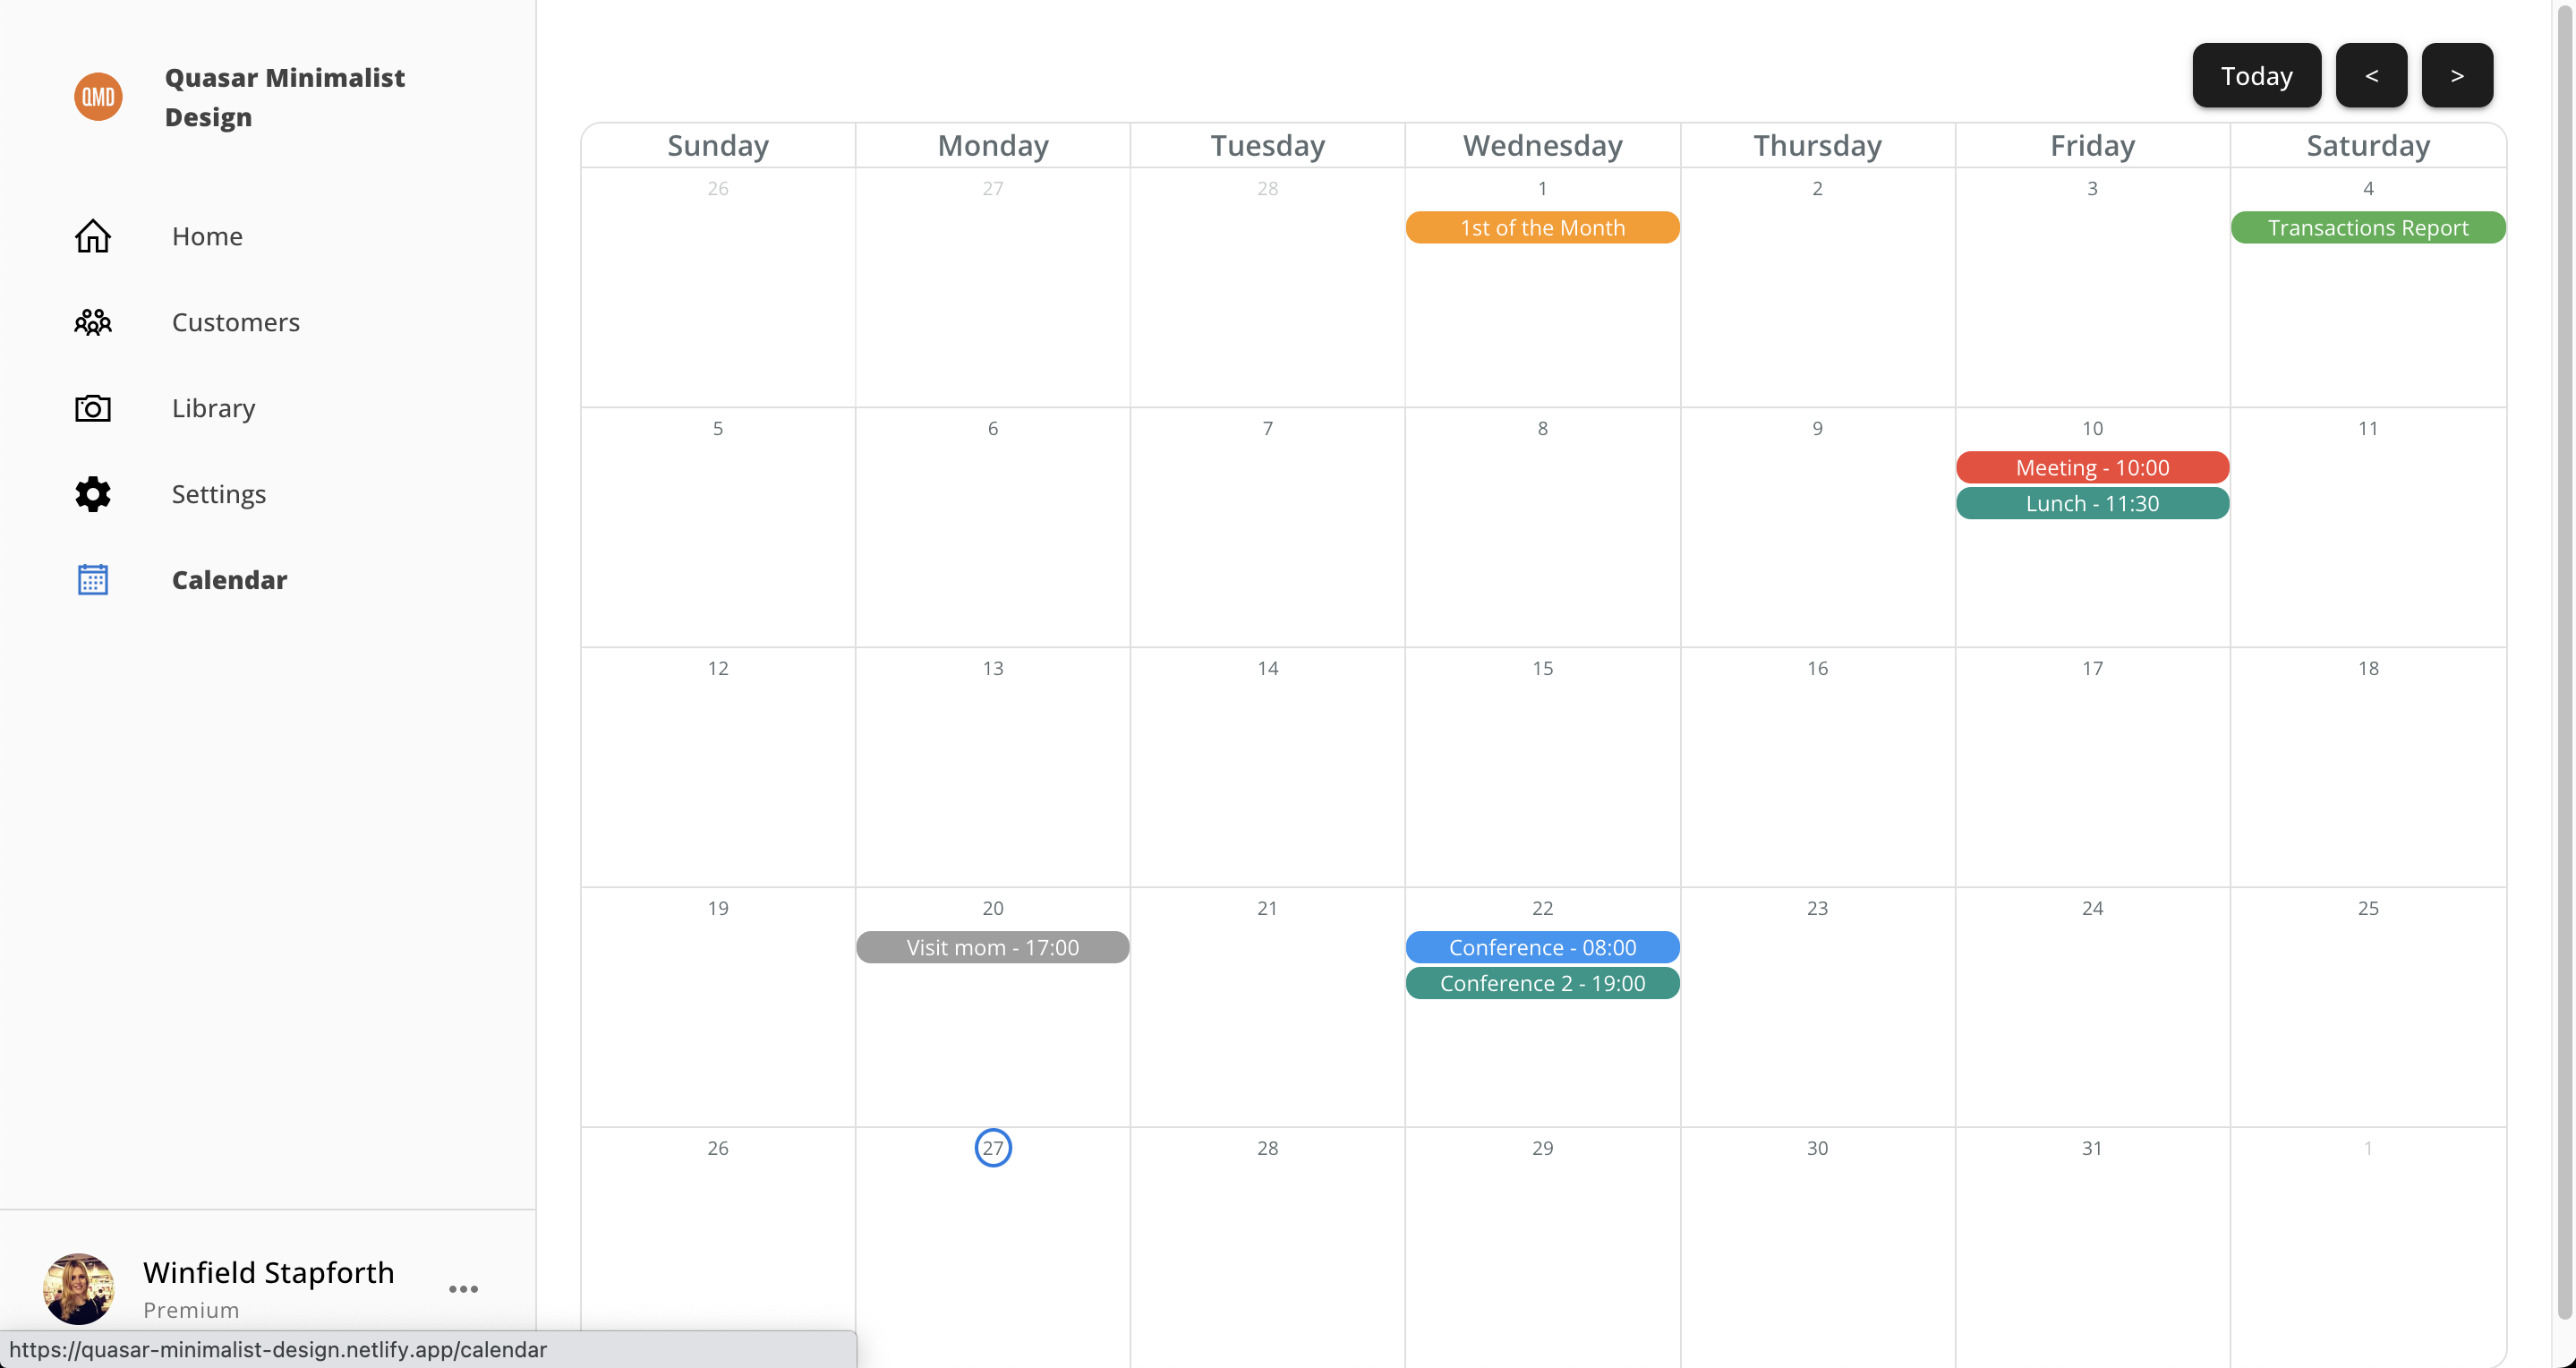 QMD
Quasar Minimalist
Design
Home
Customers
Library
Settings
Calendar
Winfield Stapforth
Premium
https://quasar-minimalist-design.netlify.app/calendar
Today
<
>
Sunday Monday Tuesday Wednesday Thursday Friday Saturday
26 27 28 1 2 3 4
1st of the Month Transactions Report
5 6 7 8 9 10 11
Meeting - 10:00
Lunch - 11:30
12 13 14 15 16 17 18
19 20 21 22 23 24 25
Visit mom - 17:00 Conference - 08:00
Conference 2 - 19:00
26 27 28 29 30 31 1